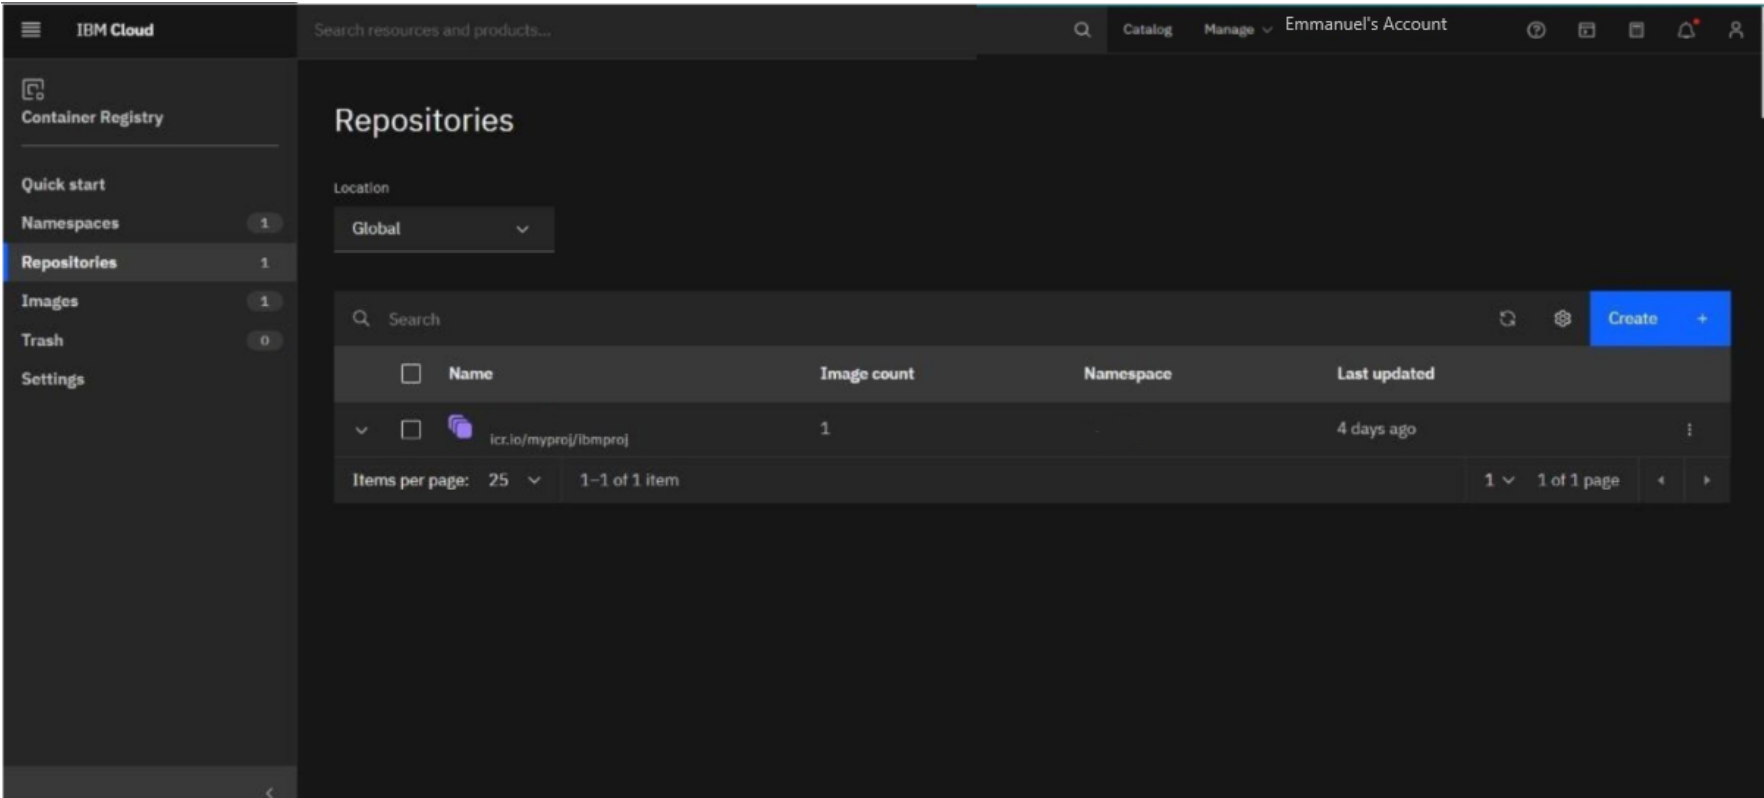 IBM Cloud
Search resources and products...
Catalog
Manage
Emmanuel's Account
Container Registry
Quick start
Namespaces 1
Repositories 1
Images 1
Trash 0
Settings
Repositories
Location
Global
Search
Create +
Name Image count Namespace Last updated
icr.io/myproj/ibmproj 1 4 days ago
Items per page: 25 1–1 of 1 item 1 1 of 1 page